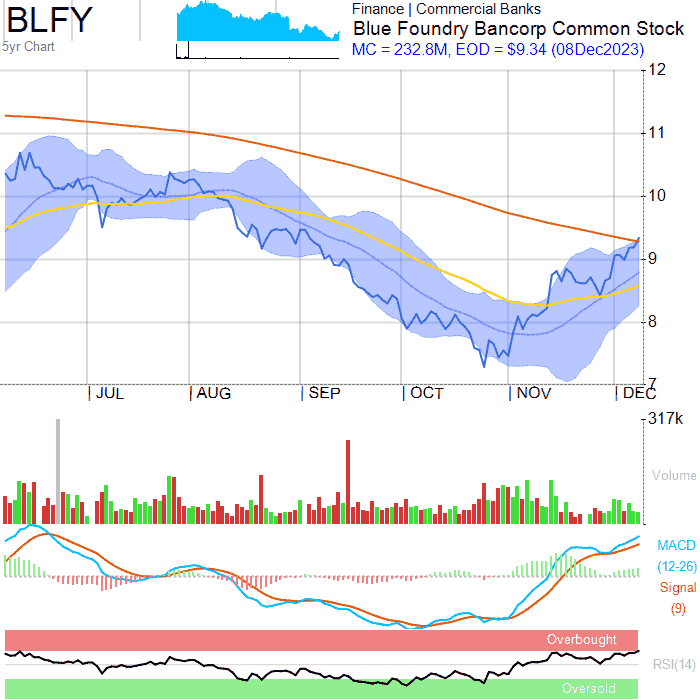 BLFY
5yr Chart
Finance | Commercial Banks
Blue Foundry Bancorp Common Stock
MC = 232.8M, EOD = $9.34 (08Dec2023)
12
11
10
9
8
7
JUL AUG SEP OCT NOV DEC
317k
Volume
MACD
(12-26)
Signal
(9)
Overbought
RSI(14)
Oversold